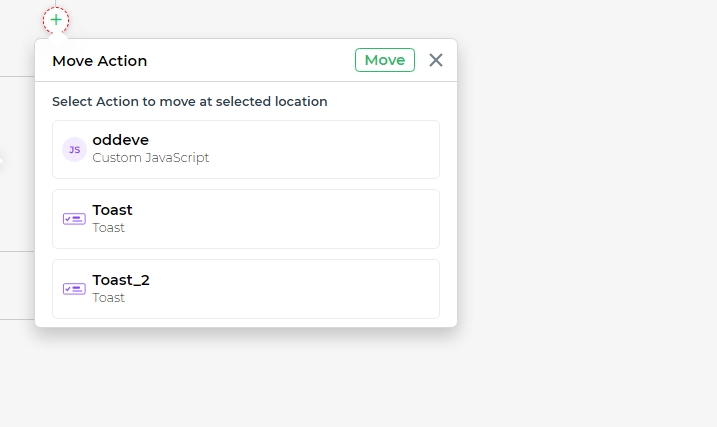 Move Action
Move
Select Action to move at selected location
JS
oddeve
Custom JavaScript
Toast
Toast
Toast_2
Toast